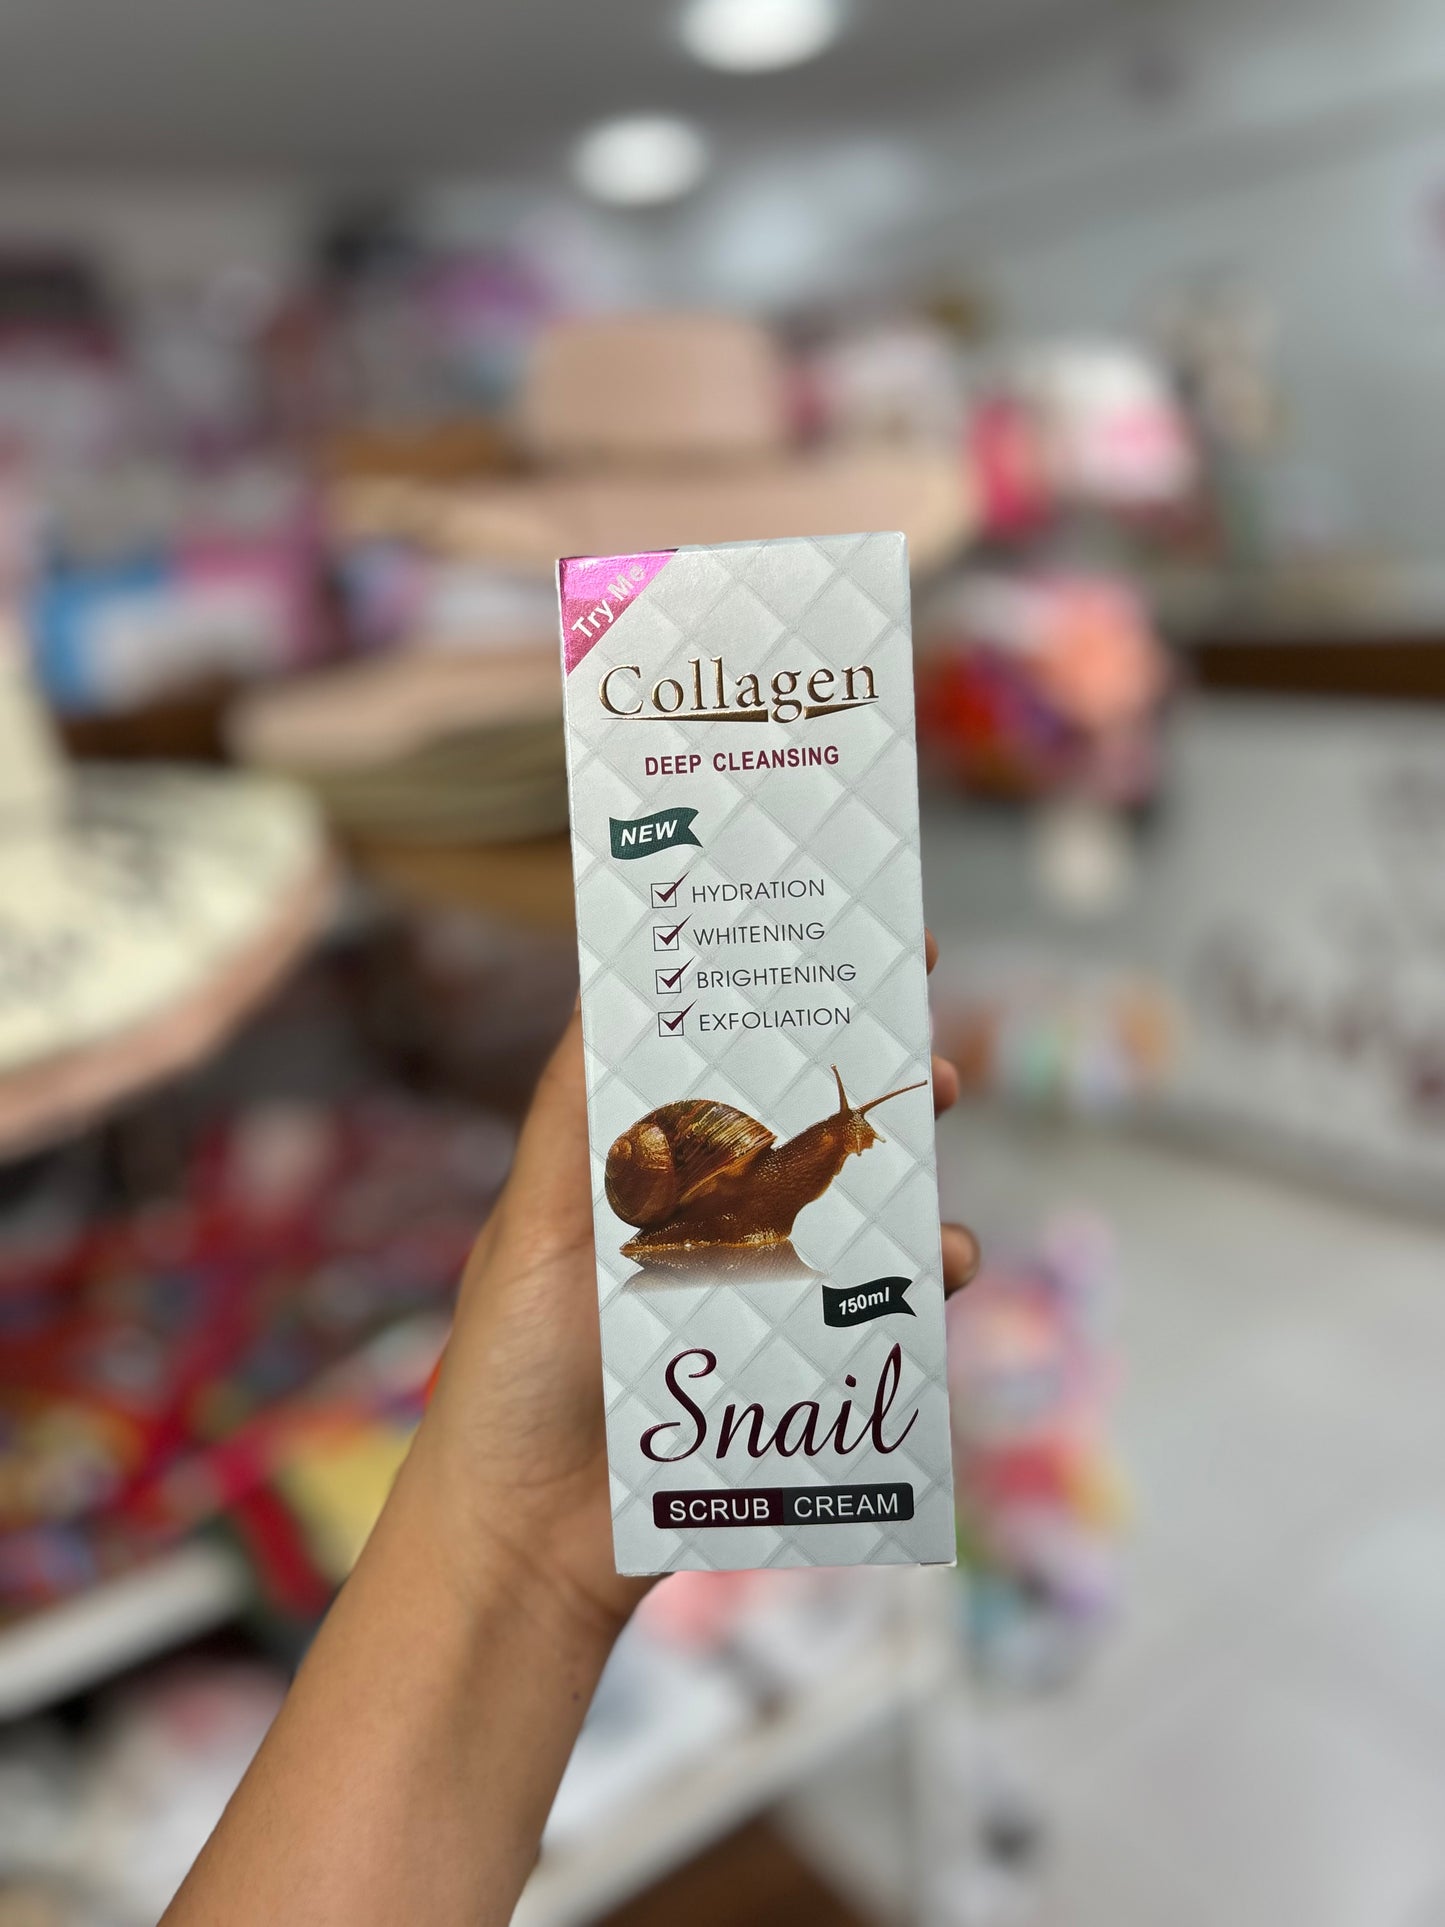 Try Me
Collagen
DEEP CLEANSING
NEW
HYDRATION
WHITENING
BRIGHTENING
EXFOLIATION
150ml
Snail
SCRUB CREAM